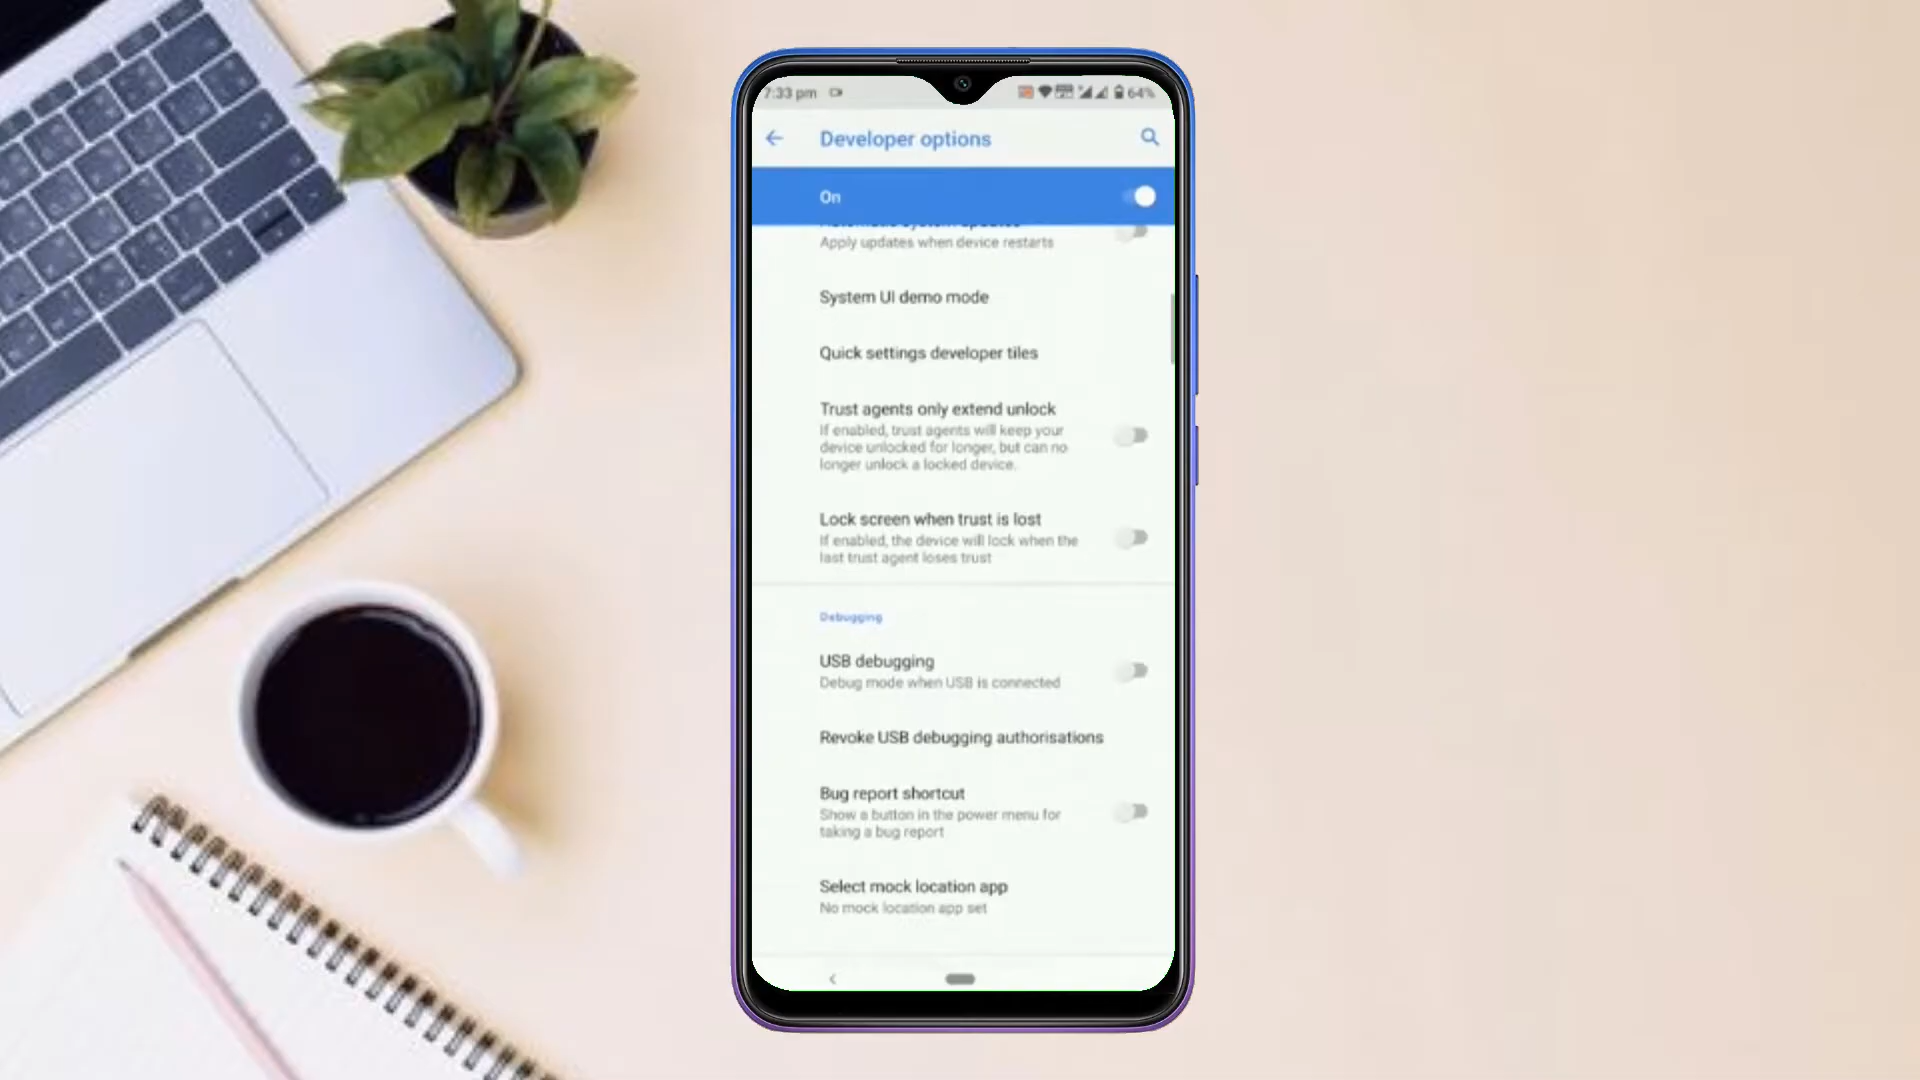 7:33 pm
64%
Developer options
On
Automatic system updates
Apply updates when device restarts
System UI demo mode
Quick settings developer tiles
Trust agents only extend unlock
If enabled, trust agents will keep your
device unlocked for longer, but can no
longer unlock a locked device.
Lock screen when trust is lost
If enabled, the device will lock when the
last trust agent loses trust
Debugging
USB debugging
Debug mode when USB is connected
Revoke USB debugging authorisations
Bug report shortcut
Show a button in the power menu for
taking a bug report
Select mock location app
No mock location app set